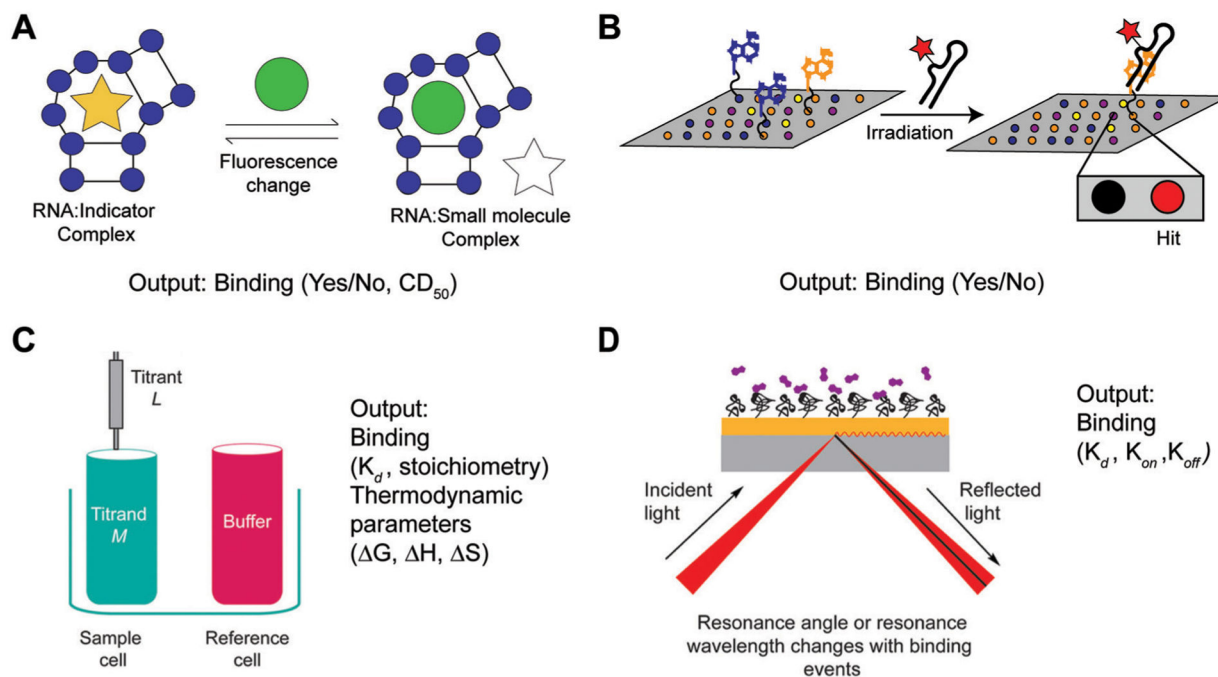 A
RNA:Indicator
Complex
Fluorescence
change
RNA:Small molecule
Complex
Output: Binding (Yes/No, CD50)
B
Irradiation
Hit
Output: Binding (Yes/No)
C
Titrant
L
Titrand
M
Buffer
Sample
cell
Reference
cell
Output:
Binding
(Kd, stoichiometry)
Thermodynamic
parameters
(ΔG, ΔH, ΔS)
D
Incident
light
Reflected
light
Resonance angle or resonance
wavelength changes with binding
events
Output:
Binding
(Kd, Kon,Koff)